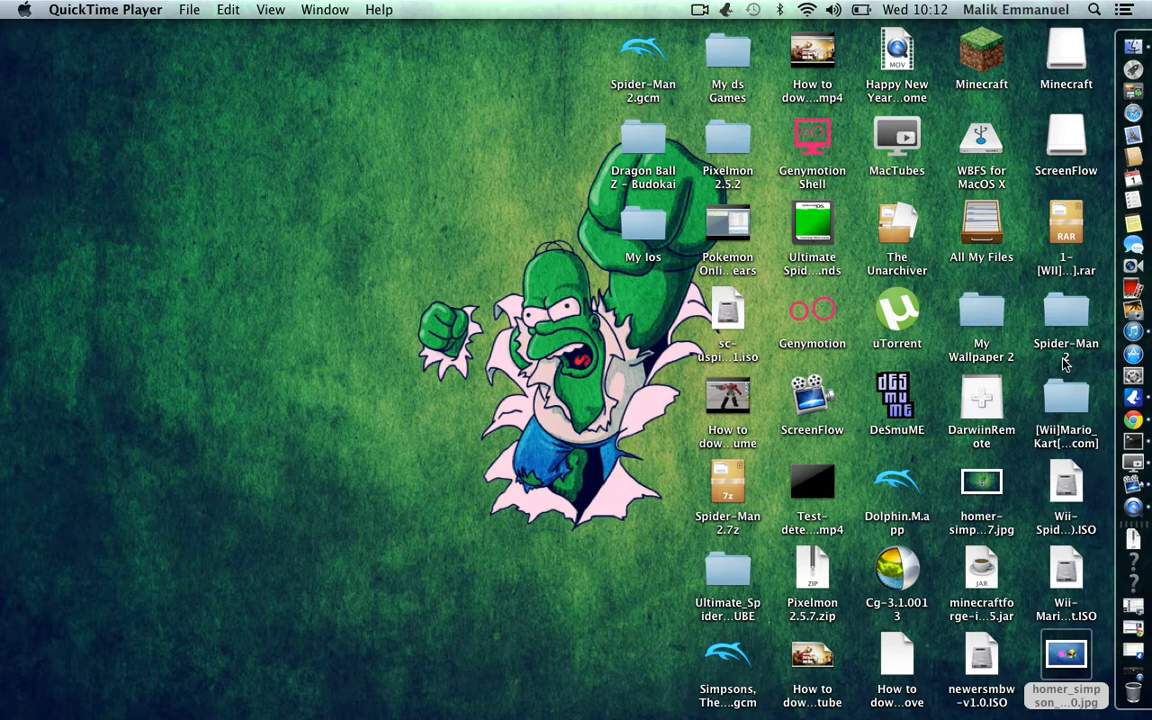 QuickTime Player File Edit View Window Help Wed 10:12 Malik Emmanuel
Spider-Man
2.gcm
My ds
Games
How to
dow....mp4
Happy New
Year...ome
Minecraft
Minecraft
Dragon Ball
Z - Budokai
Pixelmon
2.5.2
Genymotion
Shell
MacTubes
WBFS for
MacOS X
ScreenFlow
My Ios
Pokemon
Onli...ears
Ultimate
Spid....nds
The
Unarchiver
All My Files
1-
[WII]...].rar
sc-
uspi...1.iso
Genymotion
uTorrent
My
Wallpaper 2
Spider-Man
2
How to
dow...ume
ScreenFlow
DeSmuME
DarwiinRem
ote
[Wii]Mario_
Kart[...com]
Spider-Man
2.7z
Test-
déte....mp4
Dolphin.M.a
pp
homer-
simp...7.jpg
Wii-
Spid...).ISO
Ultimate_Sp
ider...UBE
Pixelmon
2.5.7.zip
Cg-3.1.001
3
minecraftfo
rge-i...5.jar
Wii-
Mari...t.ISO
Simpsons,
The....gcm
How to
dow...tube
How to
dow...ove
newersmbw
-v1.0.ISO
homer_simp
son_...0.jpg
MOV
RAR
DeS
MU
ME
7z
ZIP
JAR